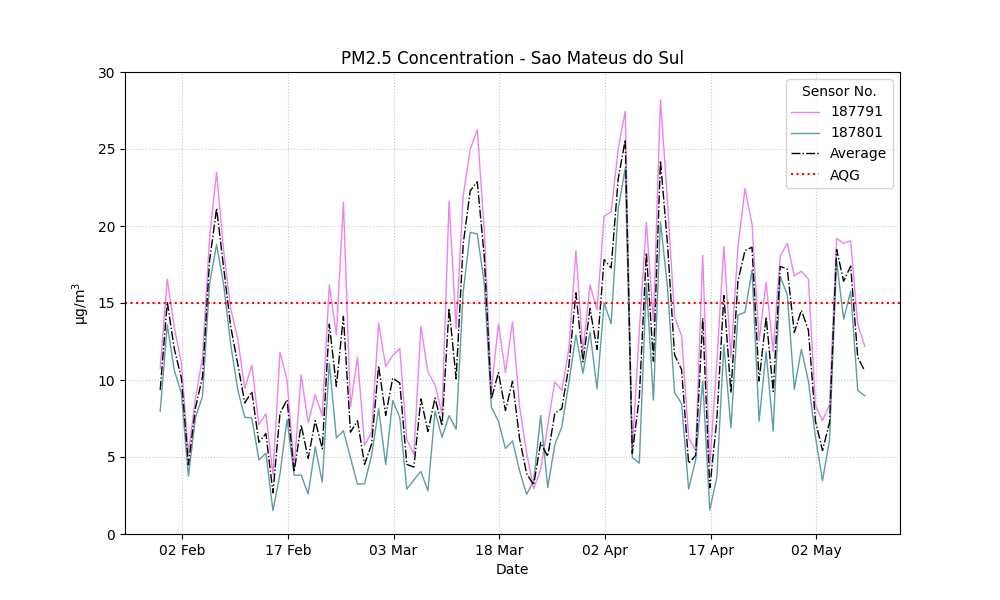 PM2.5 Concentration - Sao Mateus do Sul
30
25
20
15
10
5
0
µg/m³
02 Feb
17 Feb
03 Mar
18 Mar
02 Apr
17 Apr
02 May
Date
Sensor No.
187791
187801
Average
AQG